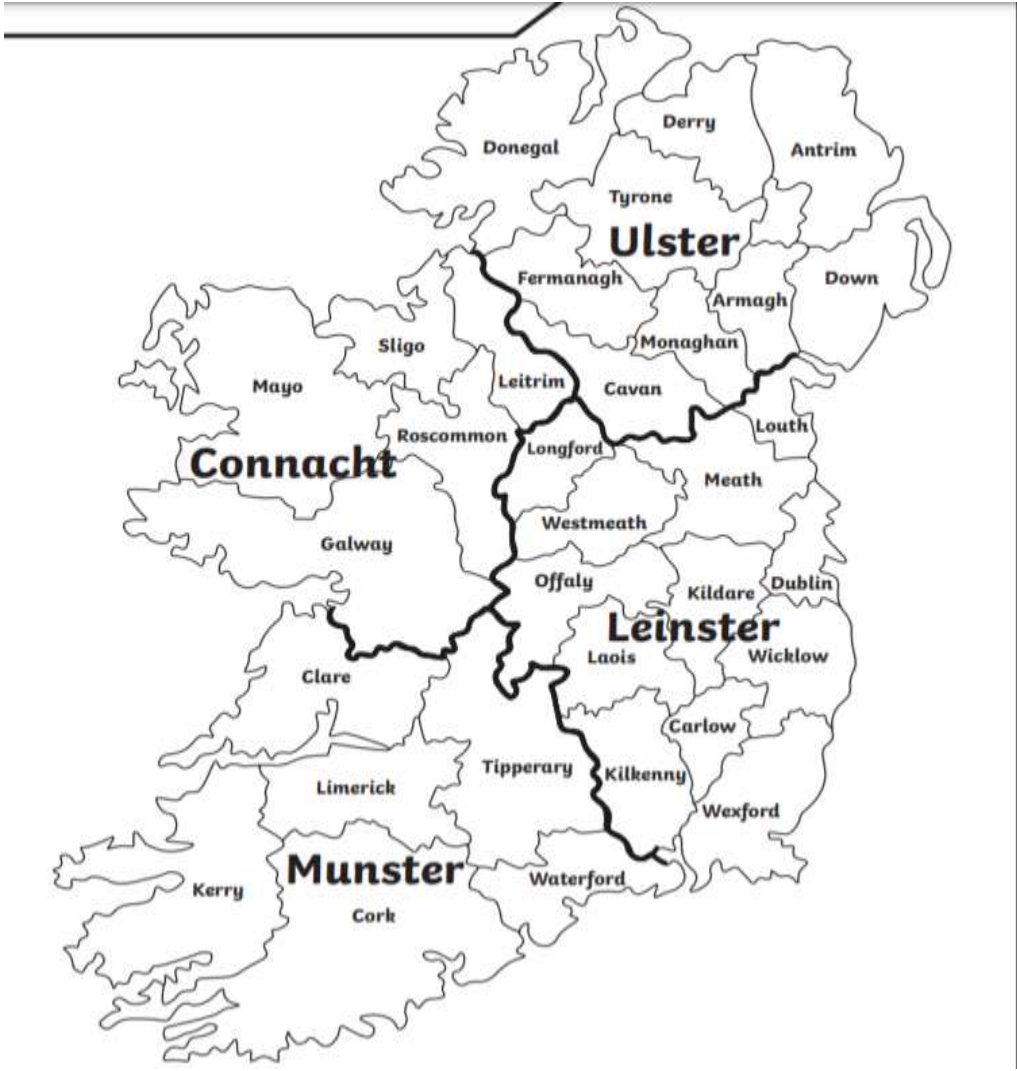 Derry
Donegal
Antrim
Tyrone
Ulster
Fermanagh
Down
Armagh
Monaghan
Sligo
Leitrim
Mayo
Cavan
Louth
Roscommon
Longford
Connacht
Meath
Westmeath
Galway
Offaly
Dublin
Kildare
Leinster
Laois
Wicklow
Clare
Carlow
Tipperary
Kilkenny
Limerick
Wexford
Munster
Waterford
Kerry
Cork